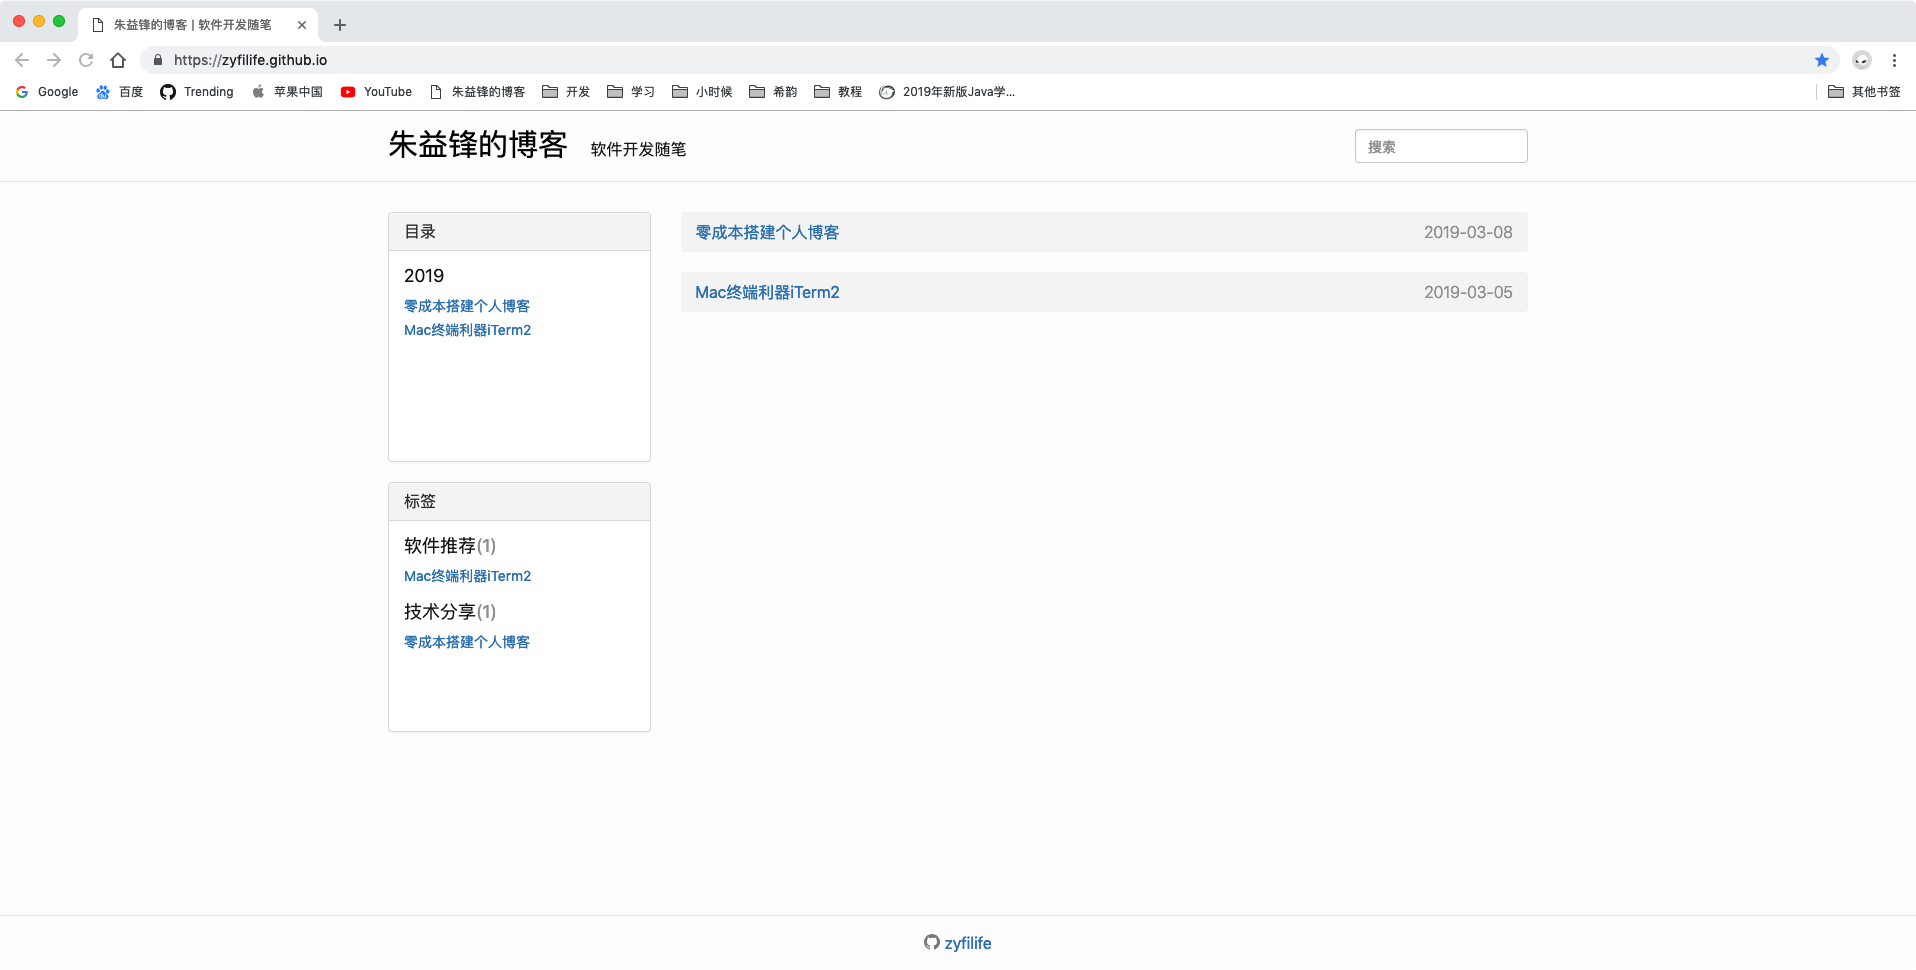 朱益锋的博客 | 软件开发随笔
https://zyfilife.github.io
Google 百度 Trending 苹果中国 YouTube 朱益锋的博客 开发 学习 小时候 希韵 教程 2019年新版Java学... 其他书签
朱益锋的博客 软件开发随笔 搜索
目录
2019
零成本搭建个人博客
Mac终端利器iTerm2
标签
软件推荐(1)
Mac终端利器iTerm2
技术分享(1)
零成本搭建个人博客
零成本搭建个人博客 2019-03-08
Mac终端利器iTerm2 2019-03-05
zyfilife